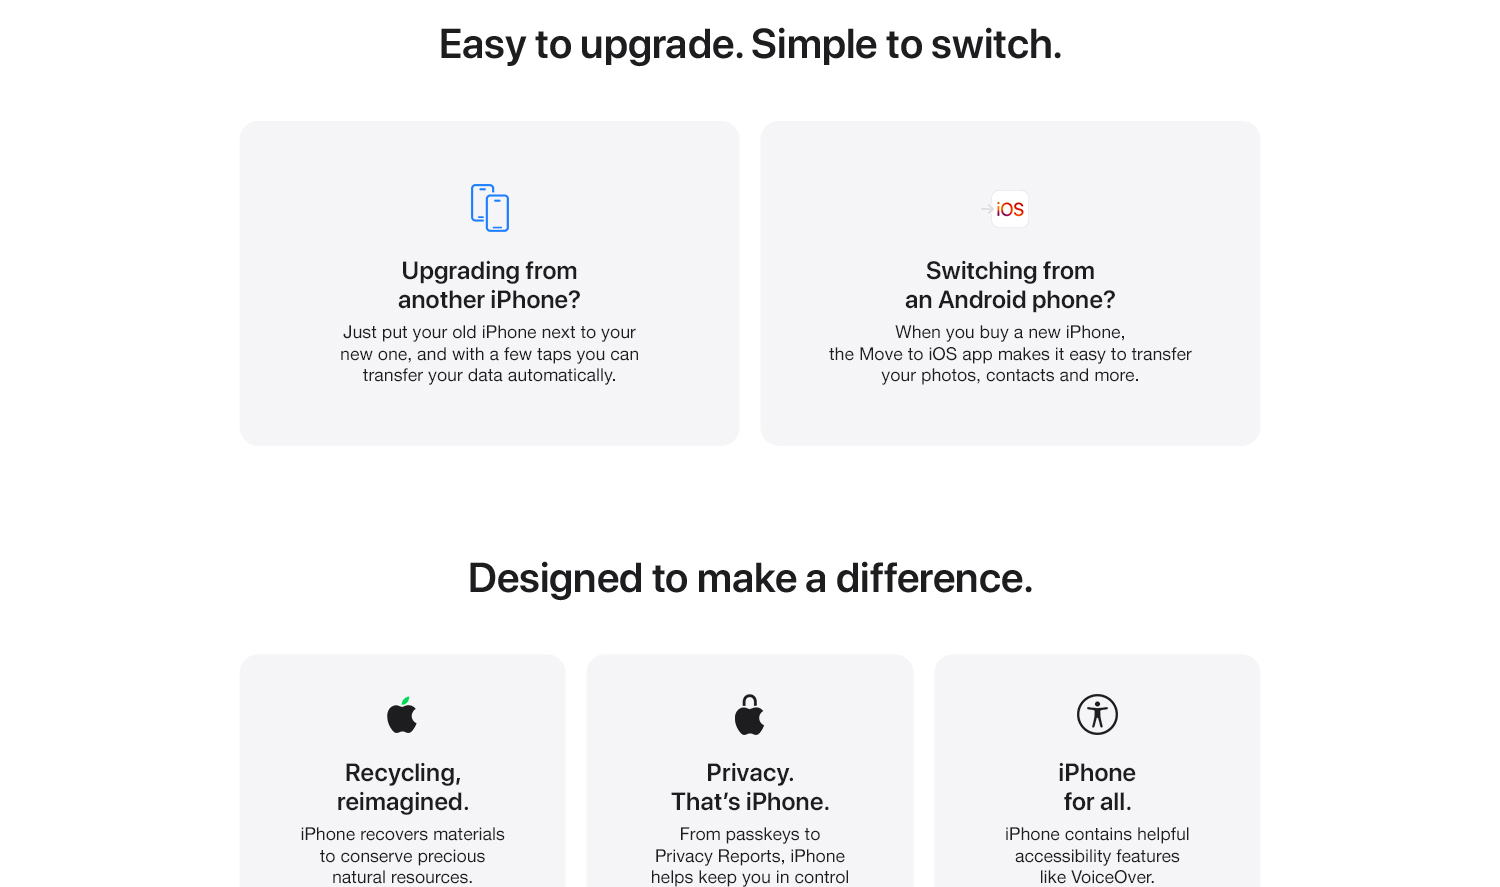 Easy to upgrade. Simple to switch.
Upgrading from
another iPhone?
Just put your old iPhone next to your
new one, and with a few taps you can
transfer your data automatically.
iOS
Switching from
an Android phone?
When you buy a new iPhone,
the Move to iOS app makes it easy to transfer
your photos, contacts and more.
Designed to make a difference.
Recycling,
reimagined.
iPhone recovers materials
to conserve precious
natural resources.
Privacy.
That’s iPhone.
From passkeys to
Privacy Reports, iPhone
helps keep you in control
iPhone
for all.
iPhone contains helpful
accessibility features
like VoiceOver.